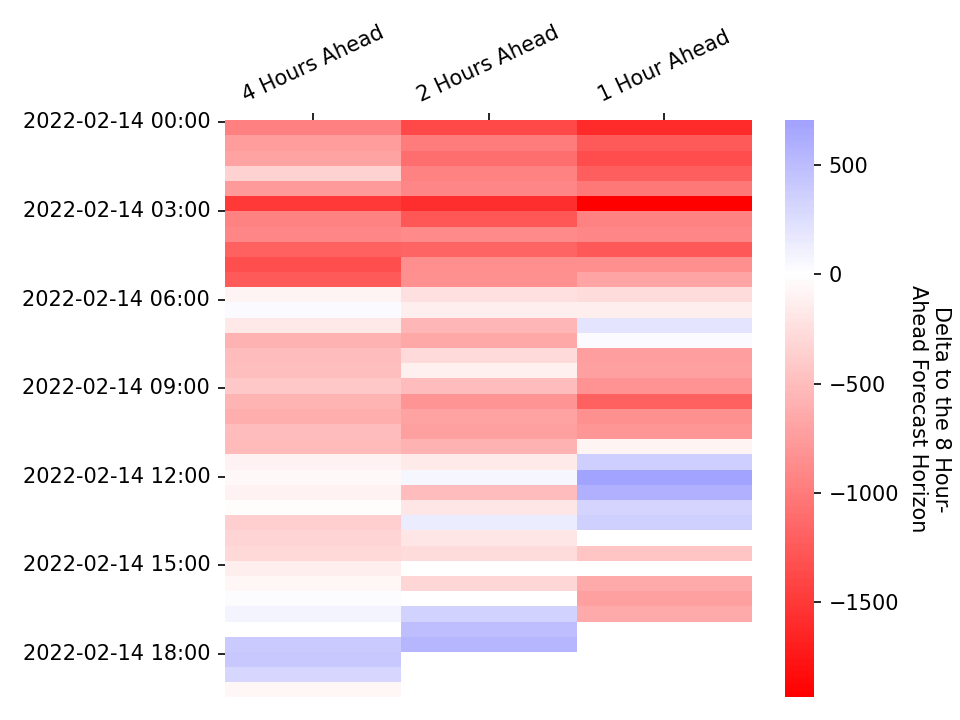 4 Hours Ahead
2 Hours Ahead
1 Hour Ahead
2022-02-14 00:00
2022-02-14 03:00
2022-02-14 06:00
2022-02-14 09:00
2022-02-14 12:00
2022-02-14 15:00
2022-02-14 18:00
500
0
−500
−1000
−1500
Delta to the 8 Hour-
Ahead Forecast Horizon